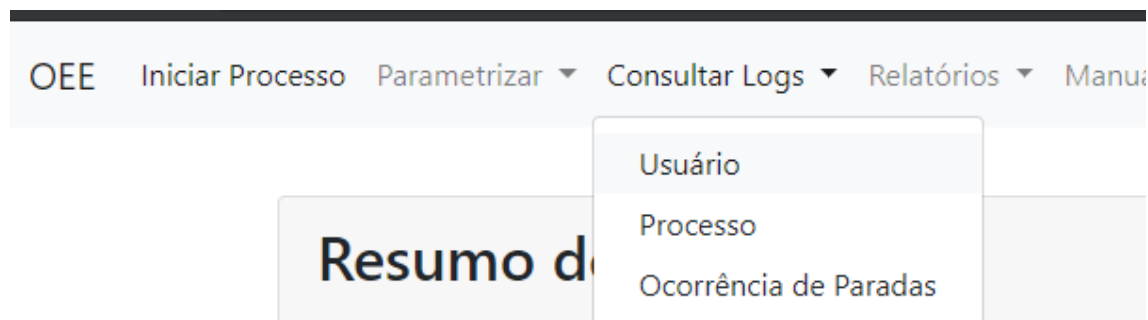 OEE Iniciar Processo Parametrizar Consultar Logs Relatórios
Usuário
Processo
Resumo
Ocorrência de Paradas